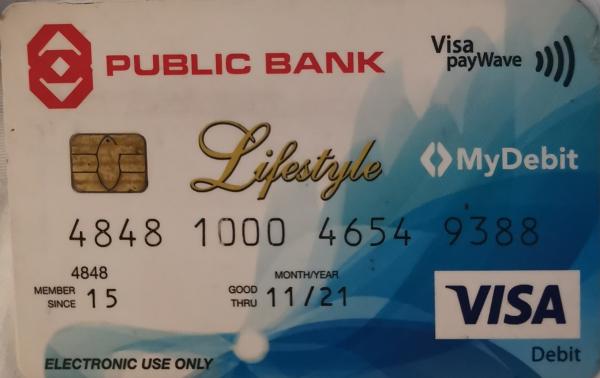 PUBLIC BANK
Visa
payWave
Lifestyle
MyDebit
4848 1000 4654 9388
4848
MEMBER SINCE 15
MONTH/YEAR
GOOD THRU 11/21
VISA
Debit
ELECTRONIC USE ONLY